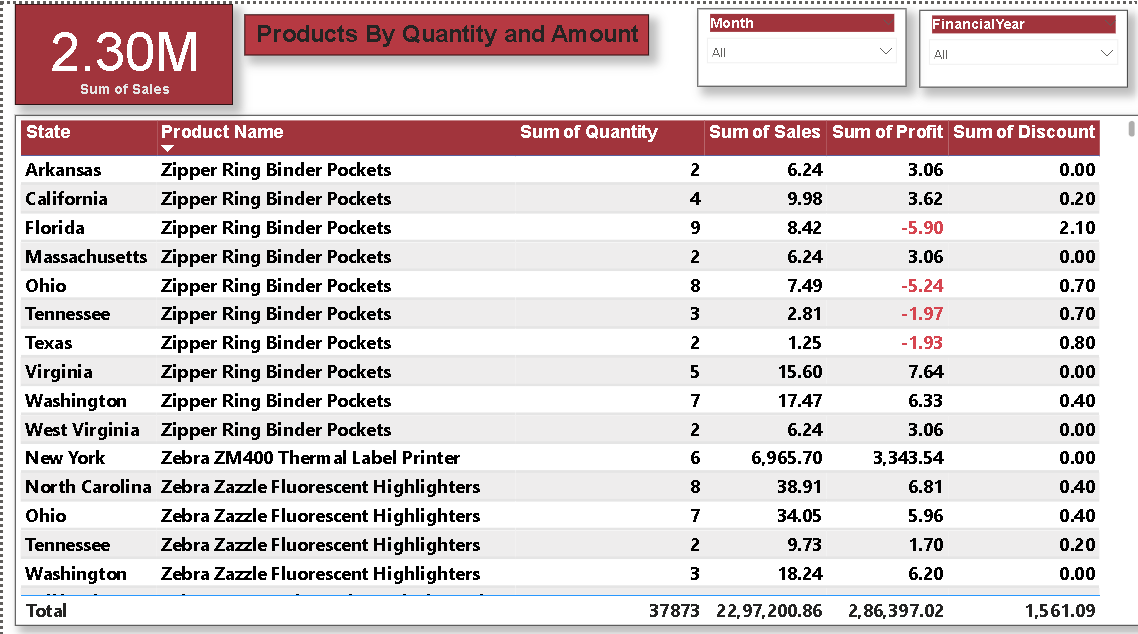 2.30M
Sum of Sales
Products By Quantity and Amount
Month
All
FinancialYear
All
State Product Name Sum of Quantity Sum of Sales Sum of Profit Sum of Discount
Arkansas Zipper Ring Binder Pockets 2 6.24 3.06 0.00
California Zipper Ring Binder Pockets 4 9.98 3.62 0.20
Florida Zipper Ring Binder Pockets 9 8.42 -5.90 2.10
Massachusetts Zipper Ring Binder Pockets 2 6.24 3.06 0.00
Ohio Zipper Ring Binder Pockets 8 7.49 -5.24 0.70
Tennessee Zipper Ring Binder Pockets 3 2.81 -1.97 0.70
Texas Zipper Ring Binder Pockets 2 1.25 -1.93 0.80
Virginia Zipper Ring Binder Pockets 5 15.60 7.64 0.00
Washington Zipper Ring Binder Pockets 7 17.47 6.33 0.40
West Virginia Zipper Ring Binder Pockets 2 6.24 3.06 0.00
New York Zebra ZM400 Thermal Label Printer 6 6,965.70 3,343.54 0.00
North Carolina Zebra Zazzle Fluorescent Highlighters 8 38.91 6.81 0.40
Ohio Zebra Zazzle Fluorescent Highlighters 7 34.05 5.96 0.40
Tennessee Zebra Zazzle Fluorescent Highlighters 2 9.73 1.70 0.20
Washington Zebra Zazzle Fluorescent Highlighters 3 18.24 6.20 0.00
Total 37873 22,97,200.86 2,86,397.02 1,561.09